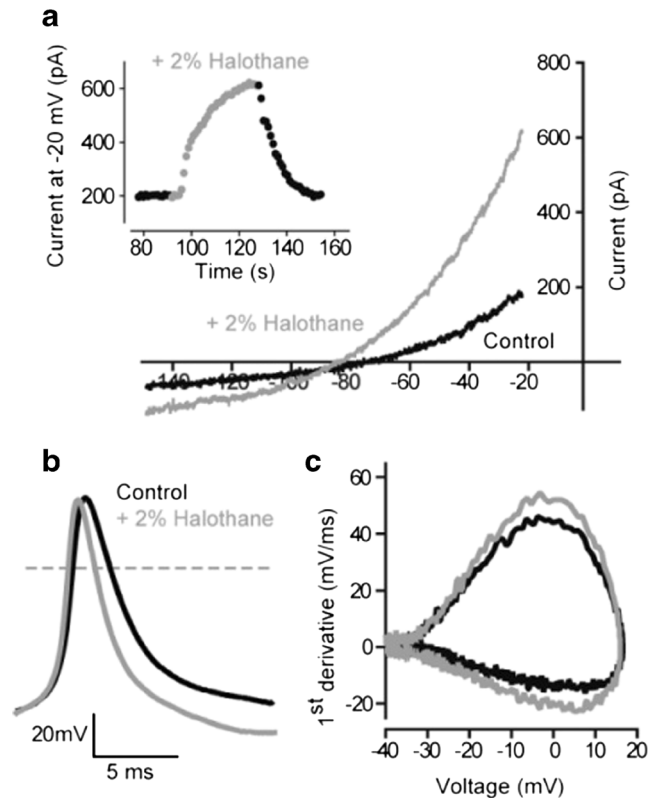 a
+ 2% Halothane
Current at -20 mV (pA)
600
400
200
80 100 120 140 160
Time (s)
800
600
400
200
Current (pA)
+ 2% Halothane
Control
-140 -120 -100 -80 -60 -40 -20
b
Control
+ 2% Halothane
20mV
5 ms
c
60
40
20
0
-20
1st derivative (mV/ms)
-40 -30 -20 -10 0 10 20
Voltage (mV)